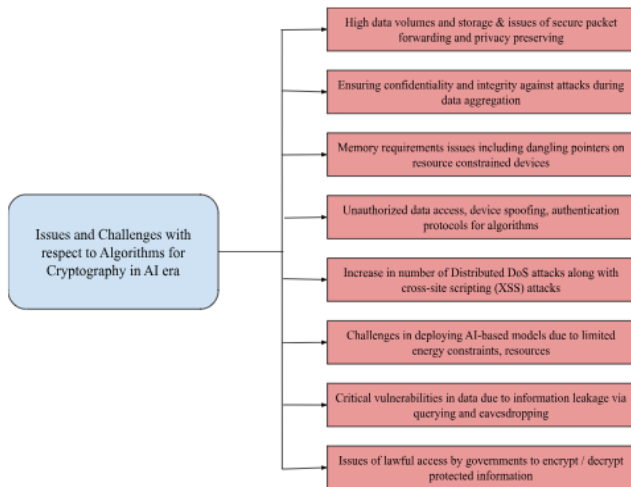 High data volumes and storage & issues of secure packet
forwarding and privacy preserving
Ensuring confidentiality and integrity against attacks during
data aggregation
Memory requirements issues including dangling pointers on
resource constrained devices
Issues and Challenges with
respect to Algorithms for
Cryptography in AI era
Unauthorized data access, device spoofing, authentication
protocols for algorithms
Increase in number of Distributed DoS attacks along with
cross-site scripting (XSS) attacks
Challenges in deploying AI-based models due to limited
energy constraints, resources
Critical vulnerabilities in data due to information leakage via
querying and eavesdropping
Issues of lawful access by governments to encrypt / decrypt
protected information